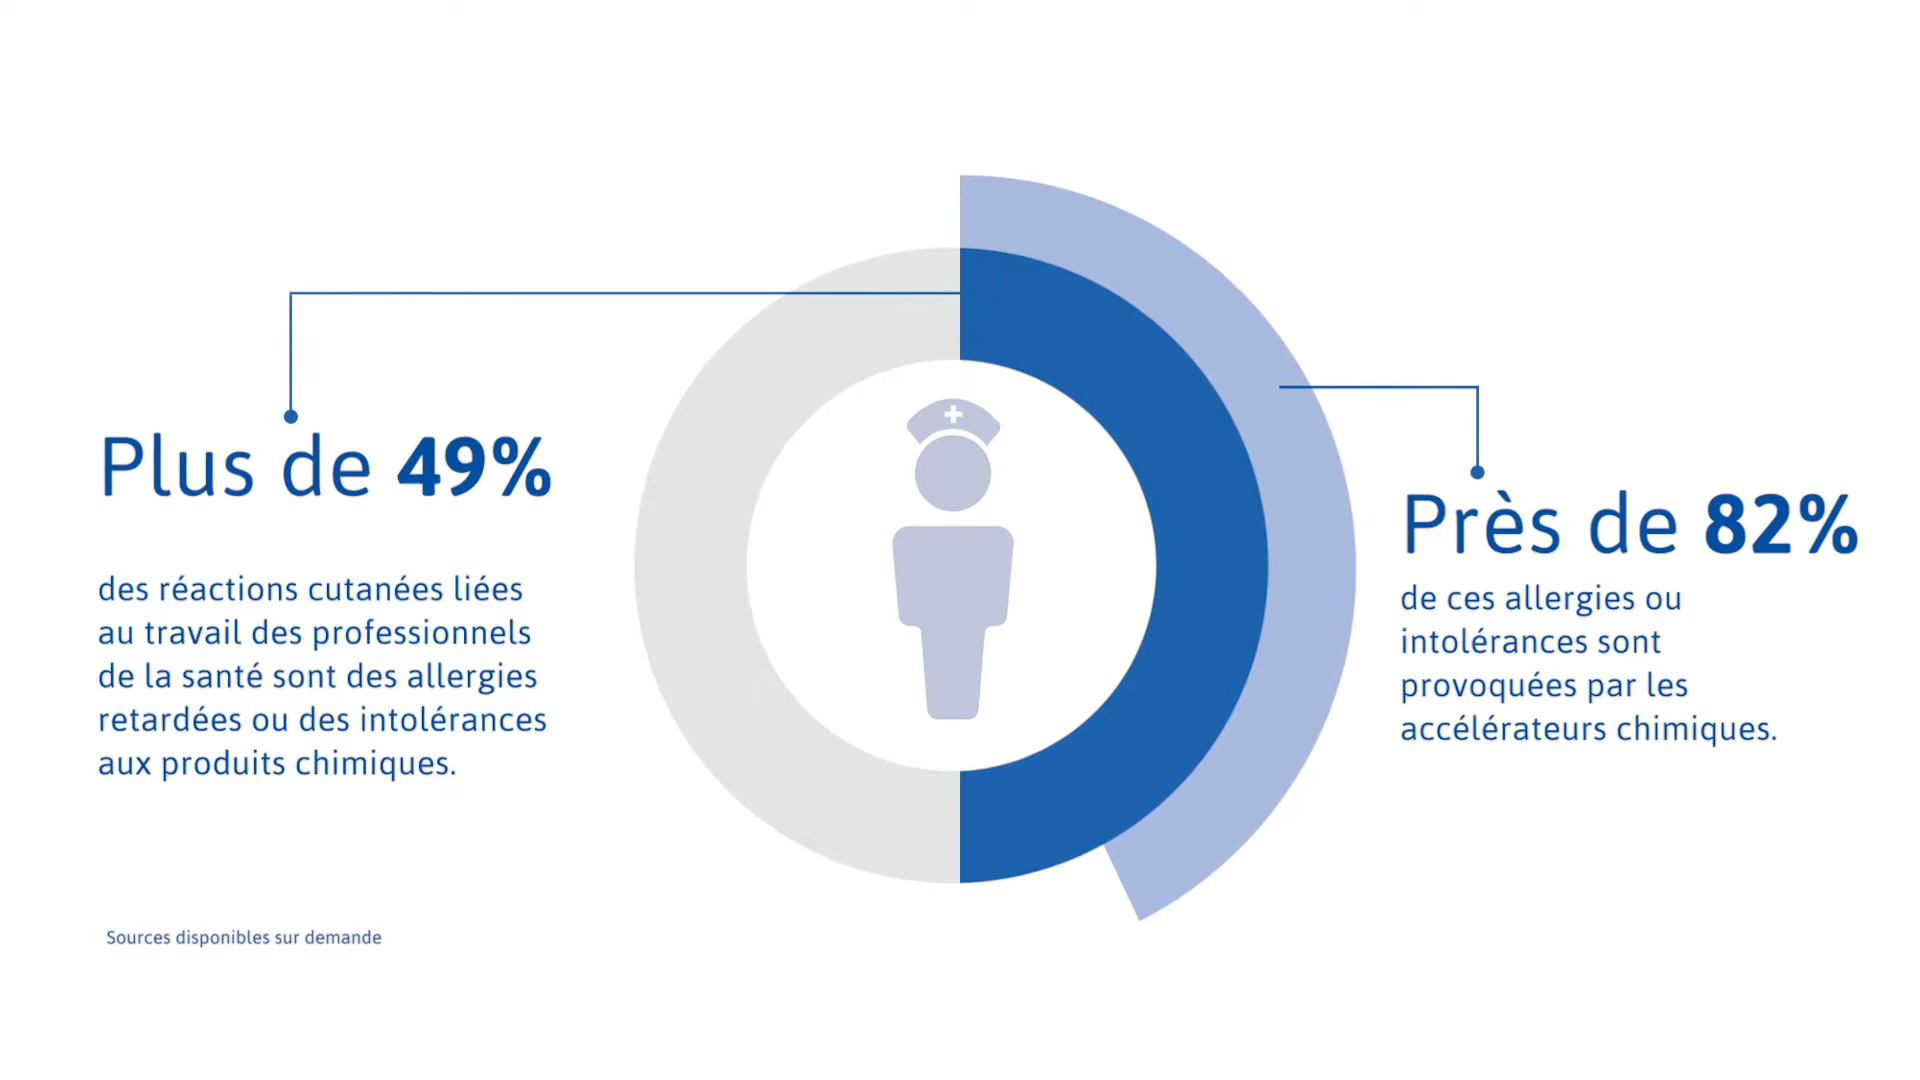 Plus de 49%
des réactions cutanées liées
au travail des professionnels
de la santé sont des allergies
retardées ou des intolérances
aux produits chimiques.
Près de 82%
de ces allergies ou
intolérances sont
provoquées par les
accélérateurs chimiques.
Sources disponibles sur demande